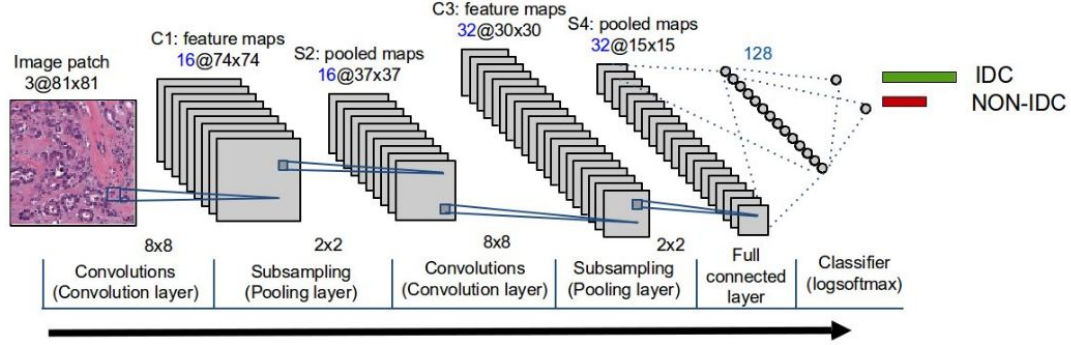 Image patch
3@81x81
C1: feature maps
16@74x74
S2: pooled maps
16@37x37
C3: feature maps
32@30x30
S4: pooled maps
32@15x15
128
IDC
NON-IDC
8x8
2x2
8x8
2x2
Convolutions
(Convolution layer)
Subsampling
(Pooling layer)
Convolutions
(Convolution layer)
Subsampling
(Pooling layer)
Full
connected
layer
Classifier
(logsoftmax)